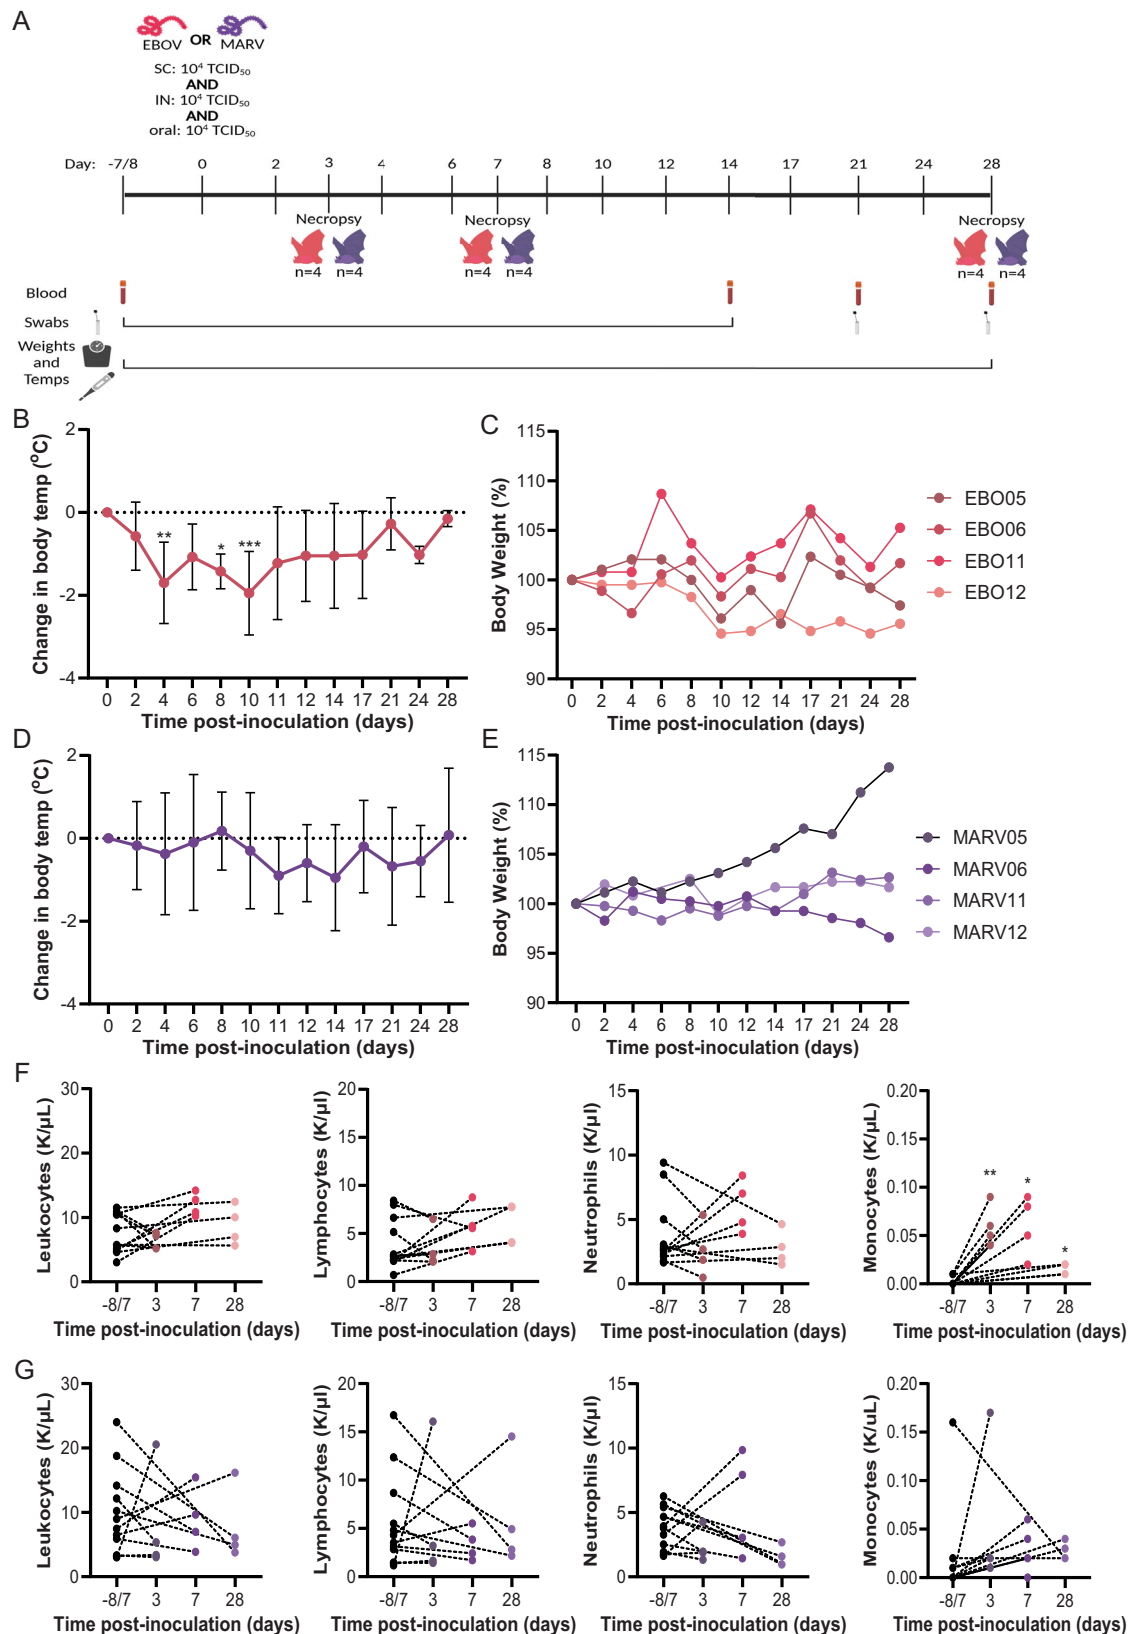 A
EBOV OR MARV
SC: 10⁴ TCID₅₀
AND
IN: 10⁴ TCID₅₀
AND
oral: 10⁴ TCID₅₀
Day: -7/8 0 2 3 4 6 7 8 10 12 14 17 21 24 28
Necropsy Necropsy Necropsy
n=4 n=4 n=4 n=4 n=4 n=4
Blood
Swabs
Weights
and
Temps
B
Change in body temp (°C)
2
0
-2
-4
** * ***
0 2 4 6 8 10 11 12 14 17 21 24 28
Time post-inoculation (days)
C
Body Weight (%)
115
110
105
100
95
90
0 2 4 6 8 10 12 14 17 21 24 28
Time post-inoculation (days)
EBO05
EBO06
EBO11
EBO12
D
Change in body temp (°C)
2
0
-2
-4
0 2 4 6 8 10 11 12 14 17 21 24 28
Time post-inoculation (days)
E
Body Weight (%)
115
110
105
100
95
90
0 2 4 6 8 10 12 14 17 21 24 28
Time post-inoculation (days)
MARV05
MARV06
MARV11
MARV12
F
Leukocytes (K/µL)
30
20
10
0
-8/7 3 7 28
Time post-inoculation (days)
Lymphocytes (K/µl)
20
15
10
5
0
-8/7 3 7 28
Time post-inoculation (days)
Neutrophils (K/µl)
15
10
5
0
-8/7 3 7 28
Time post-inoculation (days)
Monocytes (K/µL)
0.20
0.15
0.10
0.05
0.00
** * *
-8/7 3 7 28
Time post-inoculation (days)
G
Leukocytes (K/µL)
30
20
10
0
-8/7 3 7 28
Time post-inoculation (days)
Lymphocytes (K/µl)
20
15
10
5
0
-8/7 3 7 28
Time post-inoculation (days)
Neutrophils (K/µl)
15
10
5
0
-8/7 3 7 28
Time post-inoculation (days)
Monocytes (K/uL)
0.20
0.15
0.10
0.05
0.00
-8/7 3 7 28
Time post-inoculation (days)